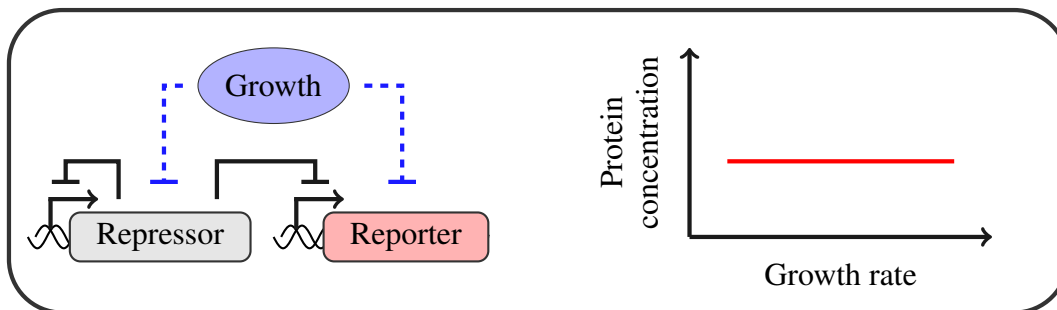 Growth
Repressor
Reporter
Protein
concentration
Growth rate